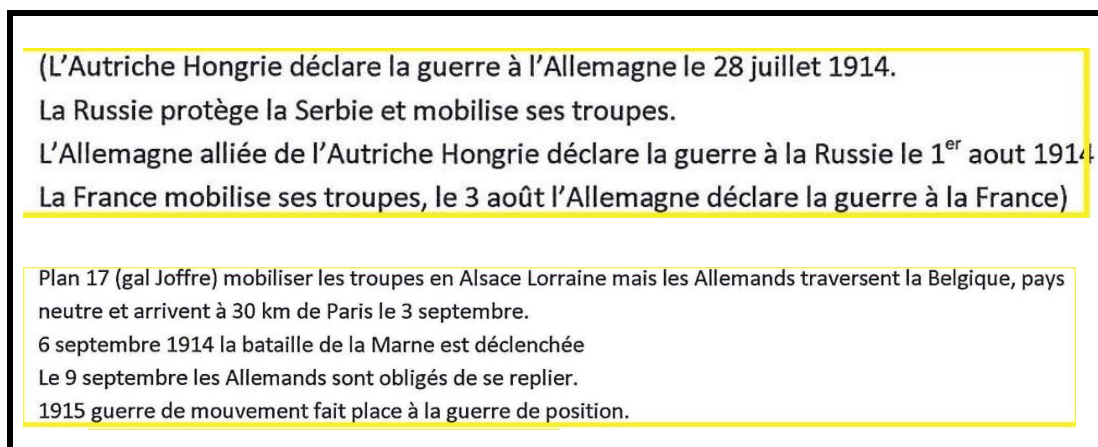 (L'Autriche Hongrie déclare la guerre à l'Allemagne le 28 juillet 1914.
La Russie protège la Serbie et mobilise ses troupes.
L'Allemagne alliée de l'Autriche Hongrie déclare la guerre à la Russie le 1er aout 1914
La France mobilise ses troupes, le 3 août l'Allemagne déclare la guerre à la France)
Plan 17 (gal Joffre) mobiliser les troupes en Alsace Lorraine mais les Allemands traversent la Belgique, pays
neutre et arrivent à 30 km de Paris le 3 septembre.
6 septembre 1914 la bataille de la Marne est déclenchée
Le 9 septembre les Allemands sont obligés de se replier.
1915 guerre de mouvement fait place à la guerre de position.